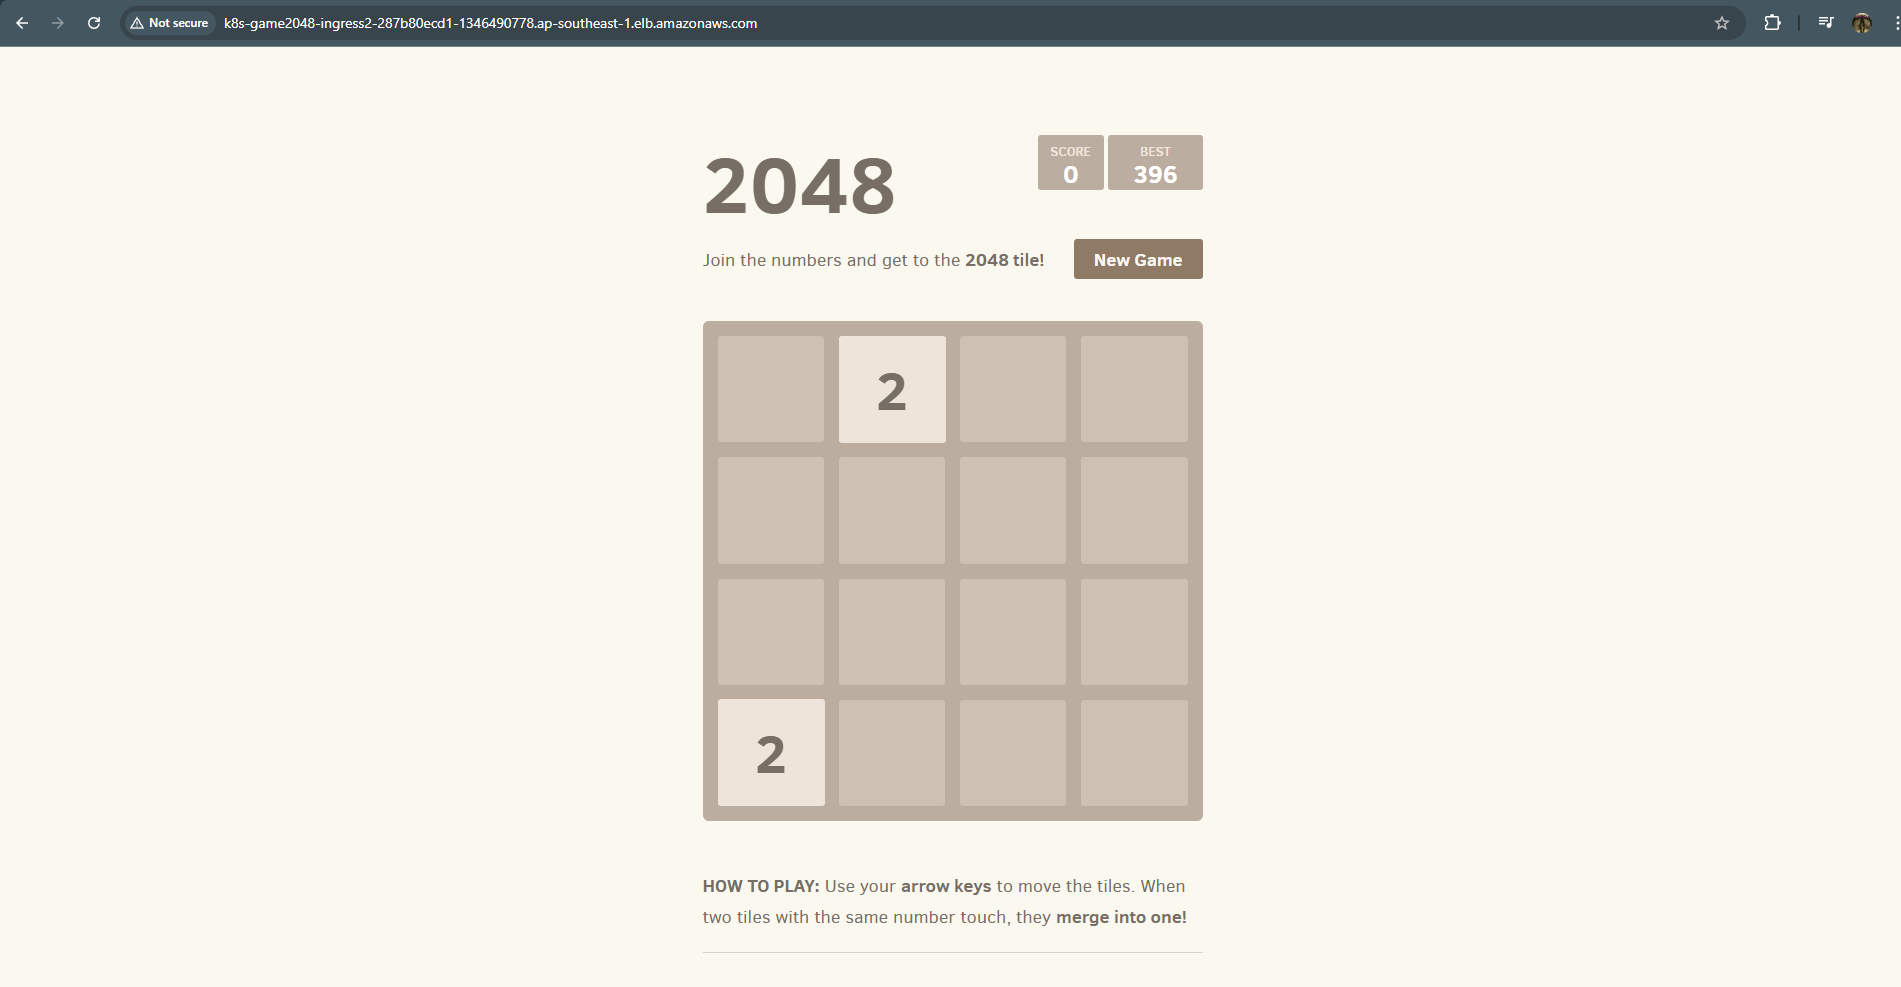 Not secure
k8s-game2048-ingress2-287b80ecd1-1346490778.ap-southeast-1.elb.amazonaws.com
2048
SCORE
0
BEST
396
Join the numbers and get to the 2048 tile!
New Game
2
2
HOW TO PLAY: Use your arrow keys to move the tiles. When
two tiles with the same number touch, they merge into one!